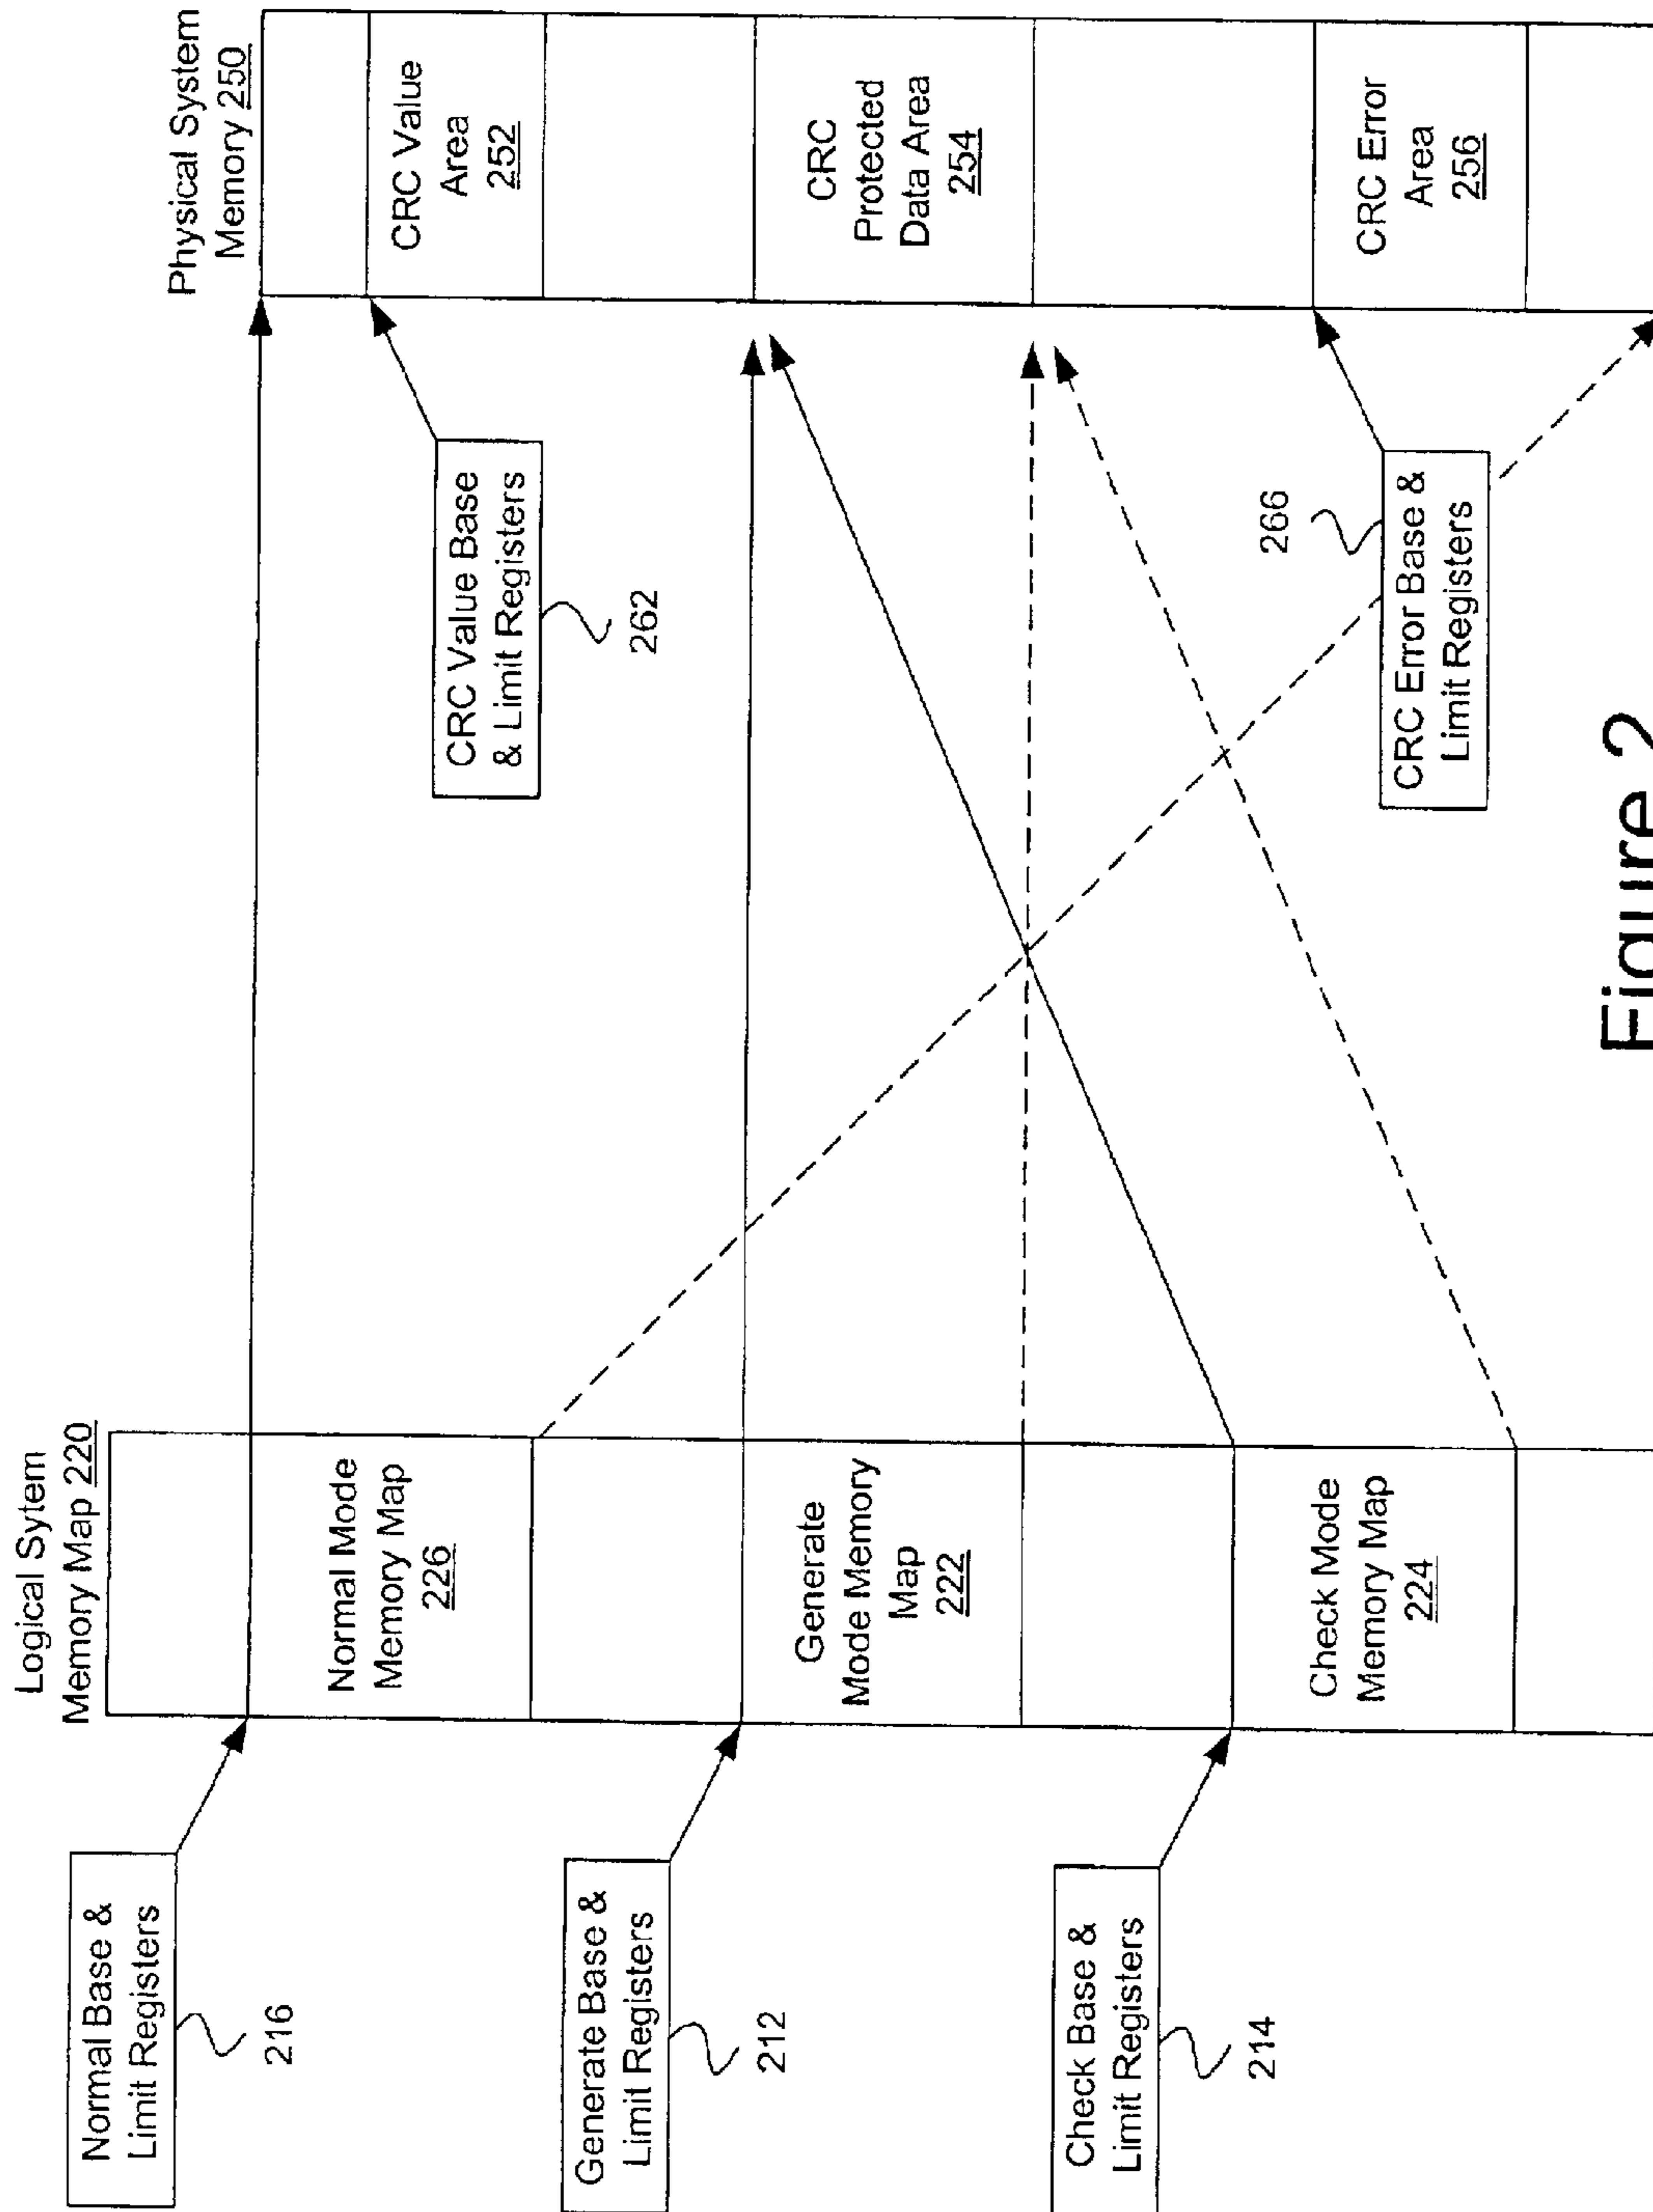 Logical Sytem
Memory Map 220
Physical System
Memory 250
Normal Base &
Limit Registers
216
Normal Mode
Memory Map
226
CRC Value Base
& Limit Registers
262
CRC Value
Area
252
Generate Base &
Limit Registers
212
Generate
Mode Memory
Map
222
CRC
Protected
Data Area
254
Check Base &
Limit Registers
214
Check Mode
Memory Map
224
266
CRC Error Base &
Limit Registers
CRC Error
Area
256
Figure 2